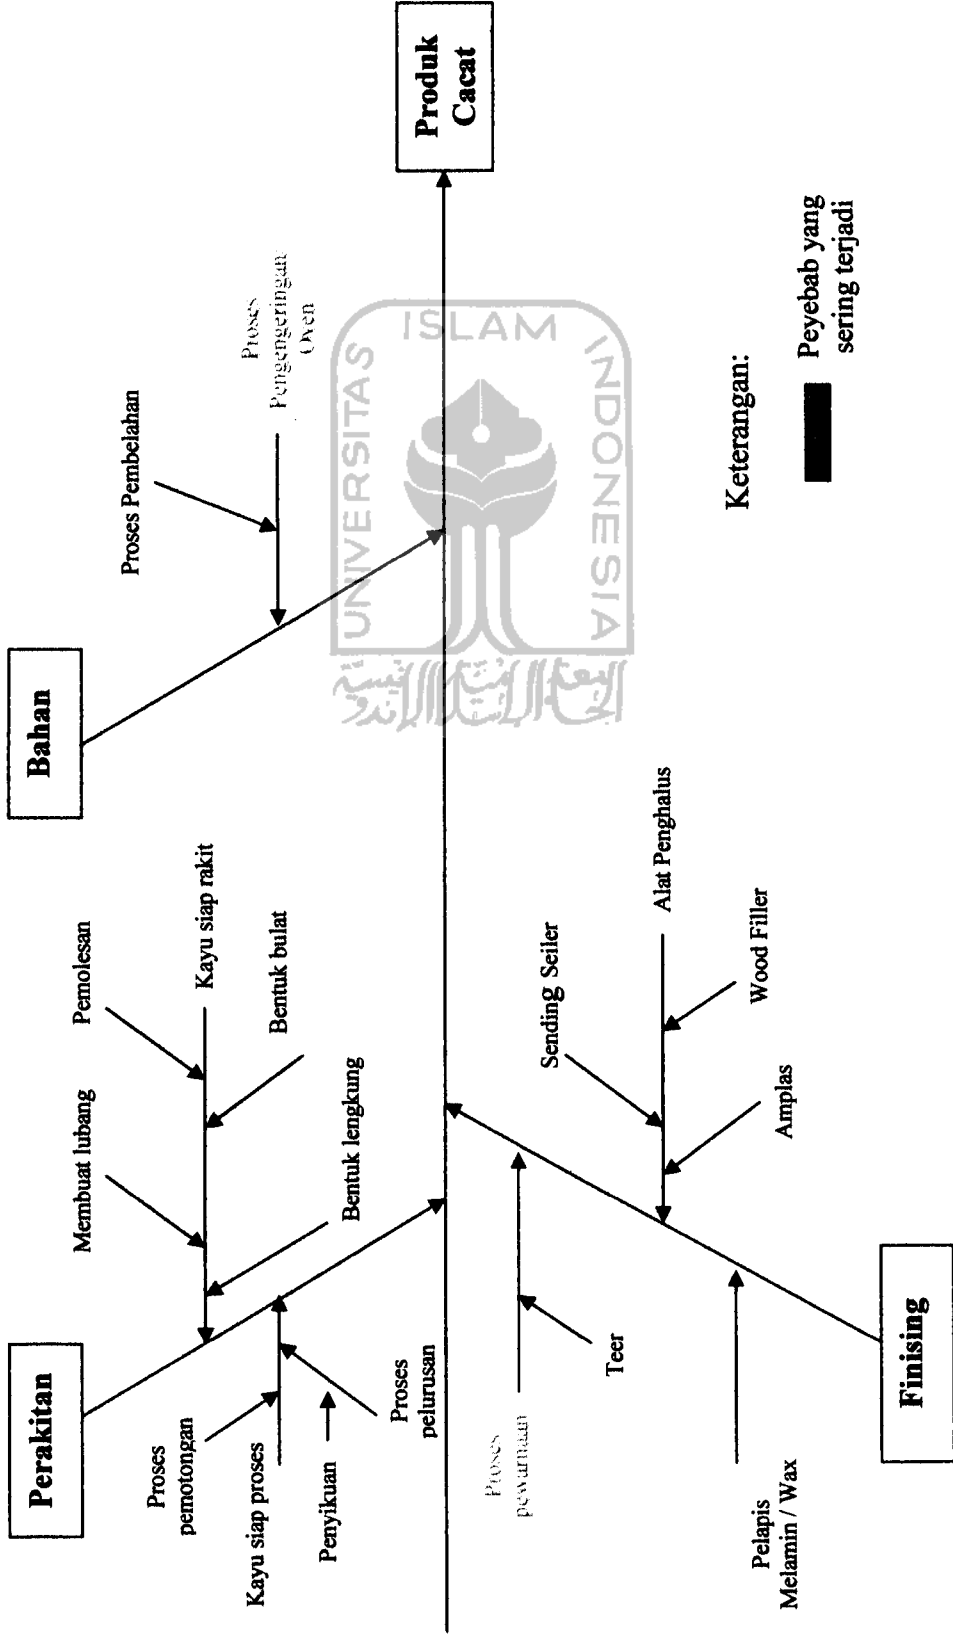 Perakitan
Bahan
Membuat lubang
Pemolesan
Proses Pembelahan
Proses
pemotongan
Kayu siap rakit
Proses
Pengengeringan
Oven
Kayu siap proses
Bentuk bulat
Penyikuan
Bentuk lengkung
Proses
pelurusan
Produk
Cacat
Proses
pewarnaan
Teer
Sending Seiler
Alat Penghalus
Wood Filler
Amplas
Pelapis
Melamin / Wax
Finising
Keterangan:
Peyebab yang
sering terjadi
UNIVERSITAS
ISLAM
INDONESIA